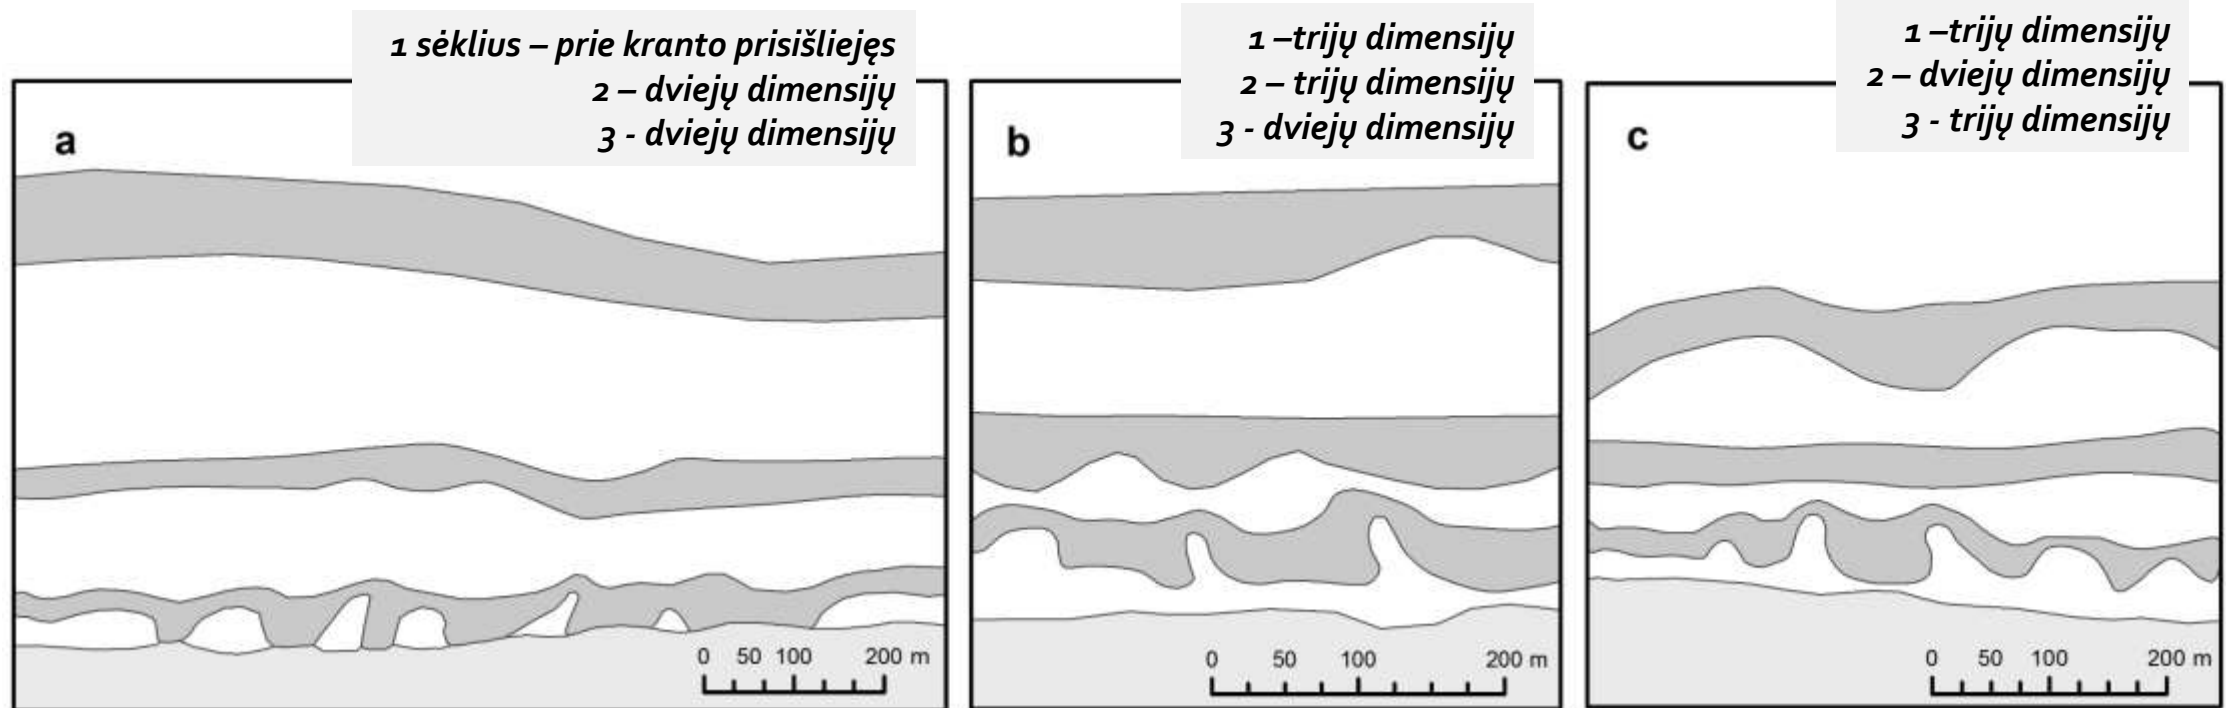 1 sėklius – prie kranto prisišliejęs
2 – dviejų dimensijų
3 - dviejų dimensijų
a
0 50 100 200 m
1 –trijų dimensijų
2 – trijų dimensijų
3 - dviejų dimensijų
b
0 50 100 200 m
1 –trijų dimensijų
2 – dviejų dimensijų
3 - trijų dimensijų
c
0 50 100 200 m